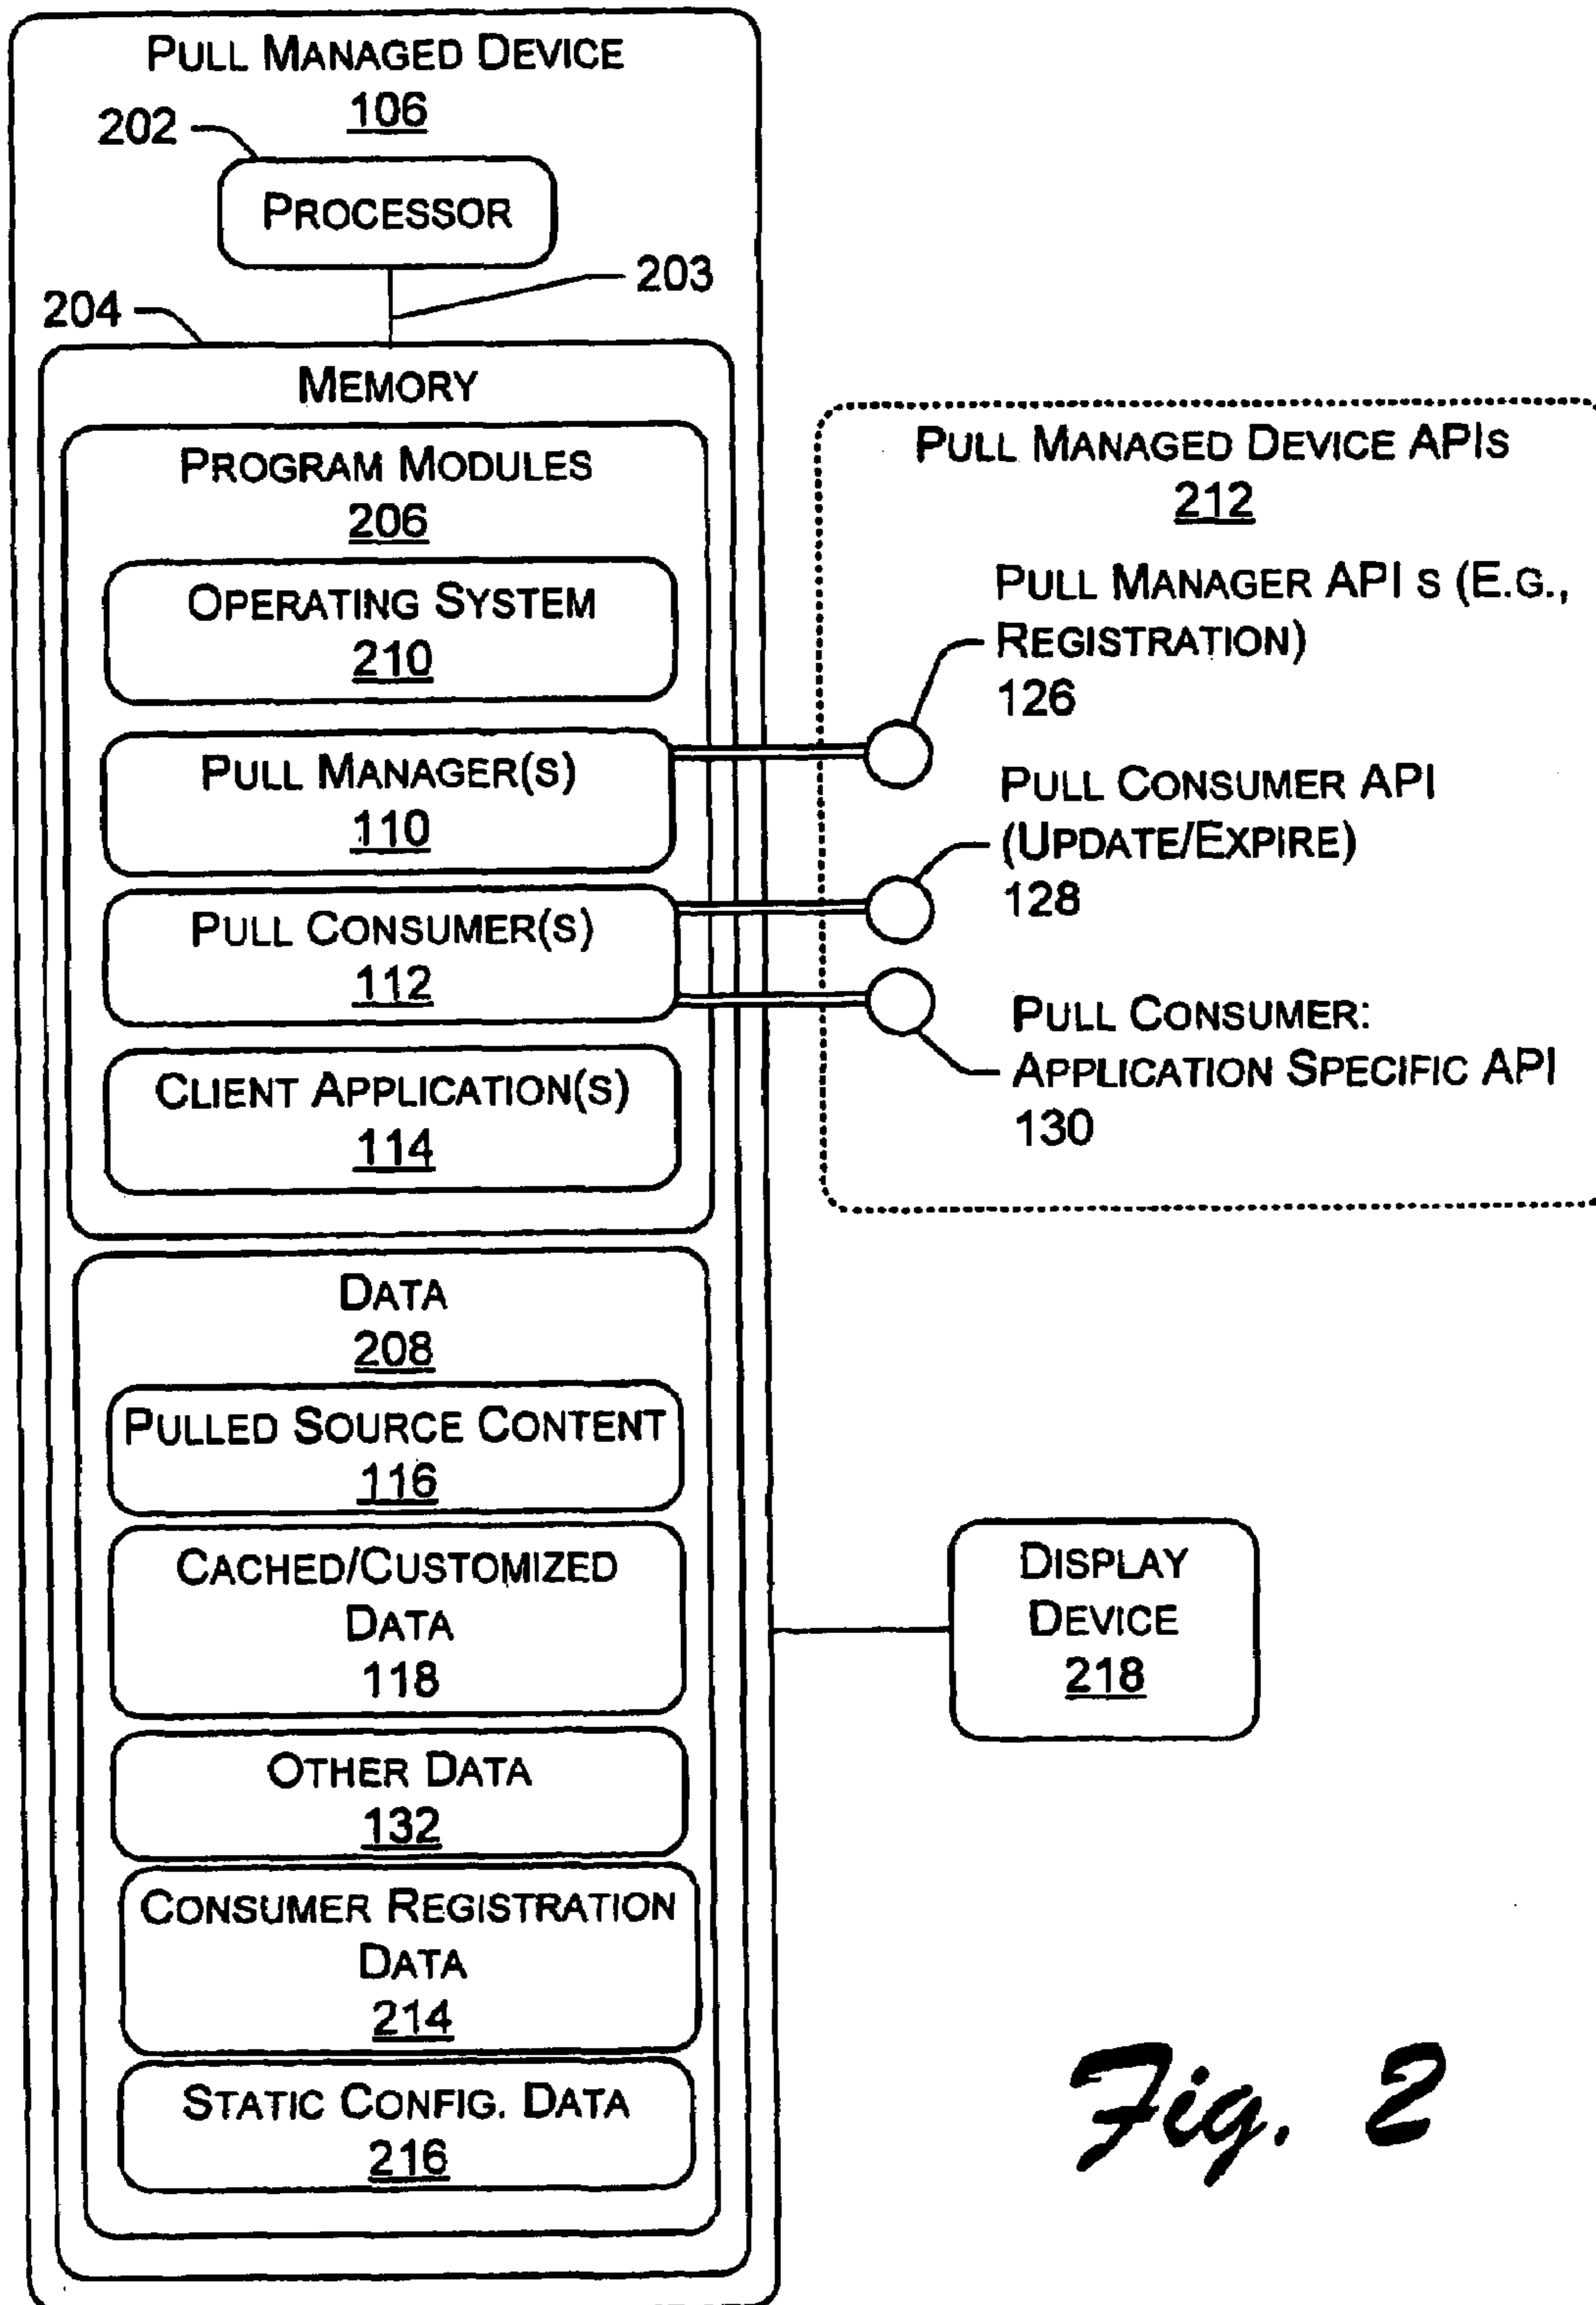 PULL MANAGED DEVICE
106
202
PROCESSOR
203
204
MEMORY
PROGRAM MODULES
206
OPERATING SYSTEM
210
PULL MANAGER(S)
110
PULL CONSUMER(S)
112
CLIENT APPLICATION(S)
114
PULL MANAGED DEVICE APIS
212
PULL MANAGER API S (E.G.,
REGISTRATION)
126
PULL CONSUMER API
(UPDATE/EXPIRE)
128
PULL CONSUMER:
APPLICATION SPECIFIC API
130
DATA
208
PULLED SOURCE CONTENT
116
CACHED/CUSTOMIZED
DATA
118
OTHER DATA
132
CONSUMER REGISTRATION
DATA
214
STATIC CONFIG. DATA
216
DISPLAY
DEVICE
218
Fig. 2